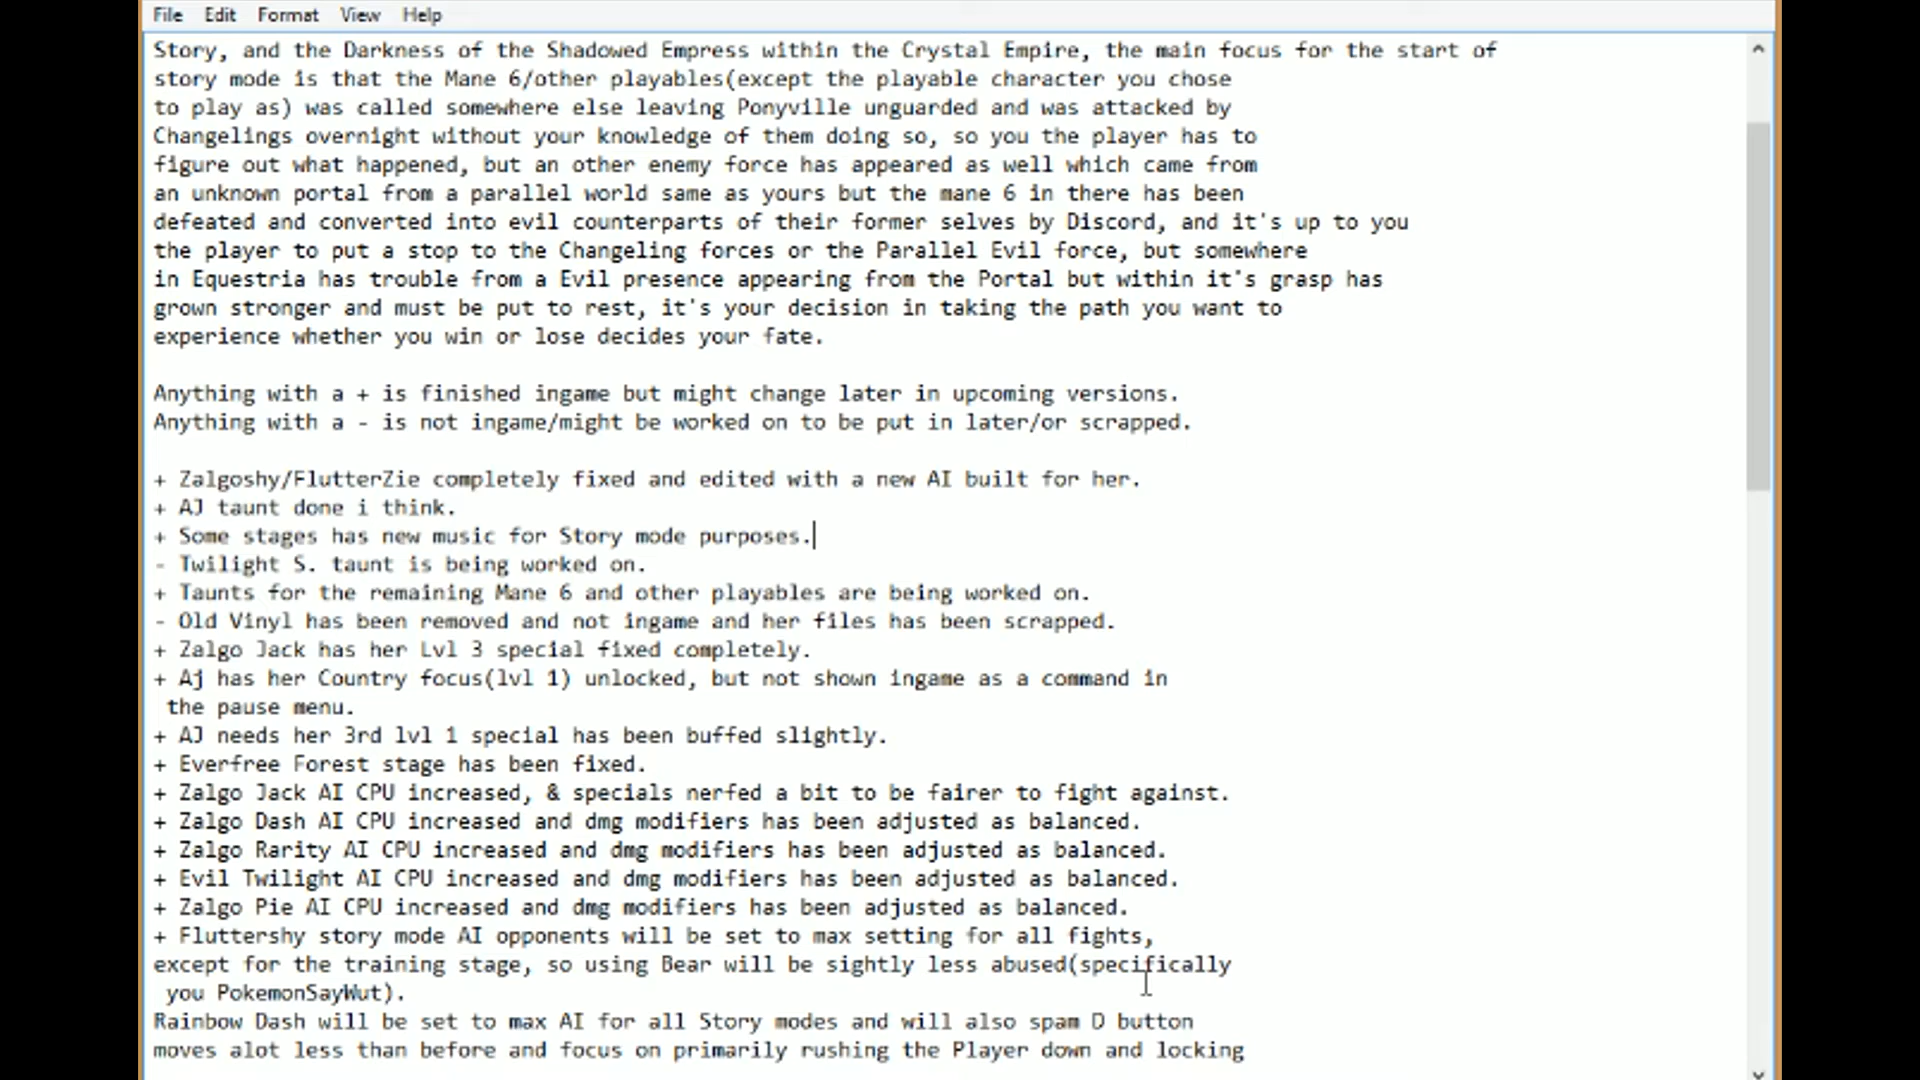 File Edit Format View Help
Story, and the Darkness of the Shadowed Empress within the Crystal Empire, the main focus for the start of
story mode is that the Mane 6/other playables(except the playable character you chose
to play as) was called somewhere else leaving Ponyville unguarded and was attacked by
Changelings overnight without your knowledge of them doing so, so you the player has to
figure out what happened, but an other enemy force has appeared as well which came from
an unknown portal from a parallel world same as yours but the mane 6 in there has been
defeated and converted into evil counterparts of their former selves by Discord, and it's up to you
the player to put a stop to the Changeling forces or the Parallel Evil force, but somewhere
in Equestria has trouble from a Evil presence appearing from the Portal but within it's grasp has
grown stronger and must be put to rest, it's your decision in taking the path you want to
experience whether you win or lose decides your fate.
Anything with a + is finished ingame but might change later in upcoming versions.
Anything with a - is not ingame/might be worked on to be put in later/or scrapped.
+ Zalgoshy/FlutterZie completely fixed and edited with a new AI built for her.
+ AJ taunt done i think.
+ Some stages has new music for Story mode purposes.
- Twilight S. taunt is being worked on.
+ Taunts for the remaining Mane 6 and other playables are being worked on.
- Old Vinyl has been removed and not ingame and her files has been scrapped.
+ Zalgo Jack has her Lvl 3 special fixed completely.
+ Aj has her Country focus(lvl 1) unlocked, but not shown ingame as a command in
the pause menu.
+ AJ needs her 3rd lvl 1 special has been buffed slightly.
+ Everfree Forest stage has been fixed.
+ Zalgo Jack AI CPU increased, & specials nerfed a bit to be fairer to fight against.
+ Zalgo Dash AI CPU increased and dmg modifiers has been adjusted as balanced.
+ Zalgo Rarity AI CPU increased and dmg modifiers has been adjusted as balanced.
+ Evil Twilight AI CPU increased and dmg modifiers has been adjusted as balanced.
+ Zalgo Pie AI CPU increased and dmg modifiers has been adjusted as balanced.
+ Fluttershy story mode AI opponents will be set to max setting for all fights,
except for the training stage, so using Bear will be sightly less abused(specifically
you PokemonSayWut).
Rainbow Dash will be set to max AI for all Story modes and will also spam D button
moves alot less than before and focus on primarily rushing the Player down and locking